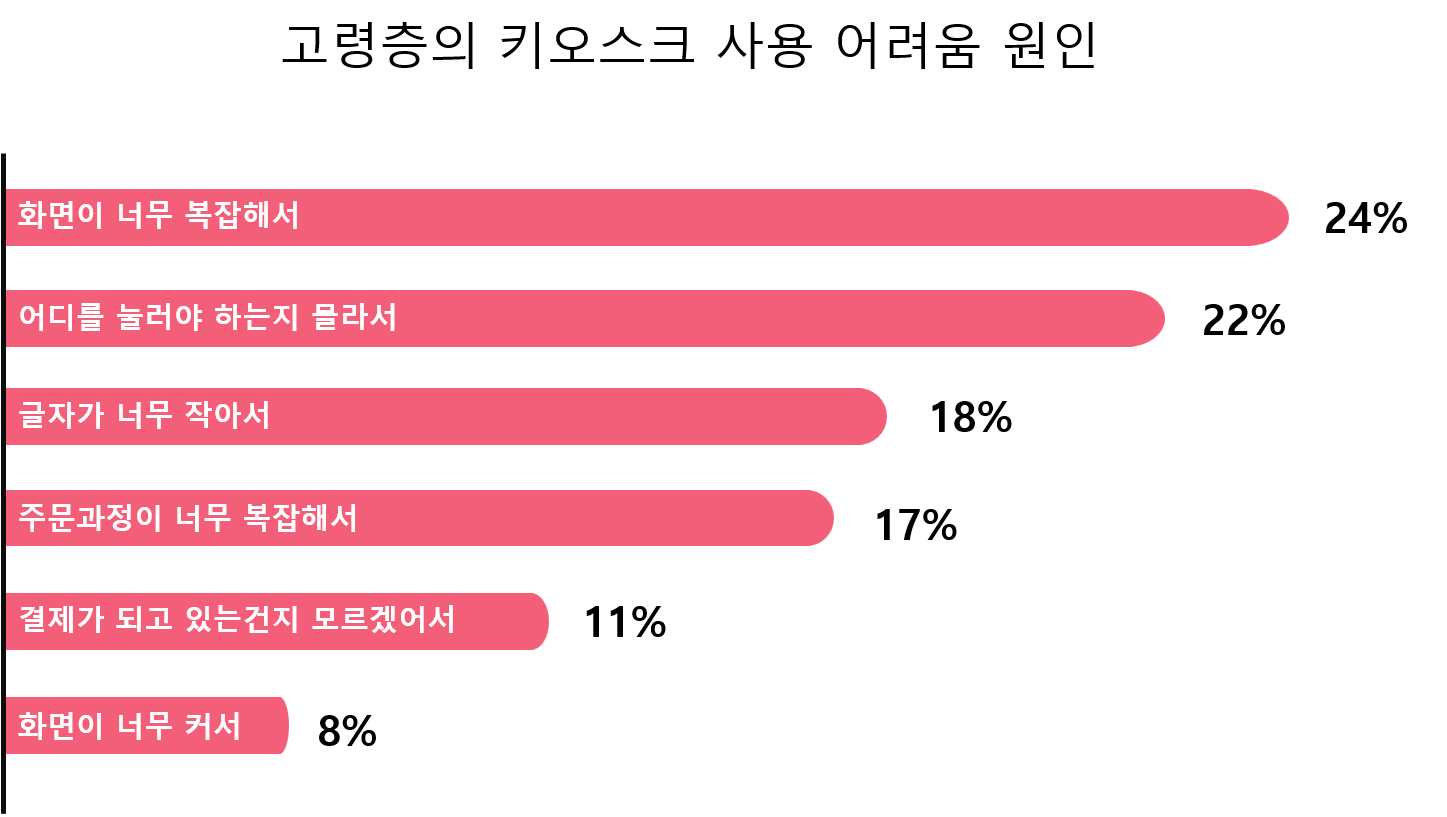 고령층의 키오스크 사용 어려움 원인
화면이 너무 복잡해서 24%
어디를 눌러야 하는지 몰라서 22%
글자가 너무 작아서 18%
주문과정이 너무 복잡해서 17%
결제가 되고 있는건지 모르겠어서 11%
화면이 너무 커서 8%